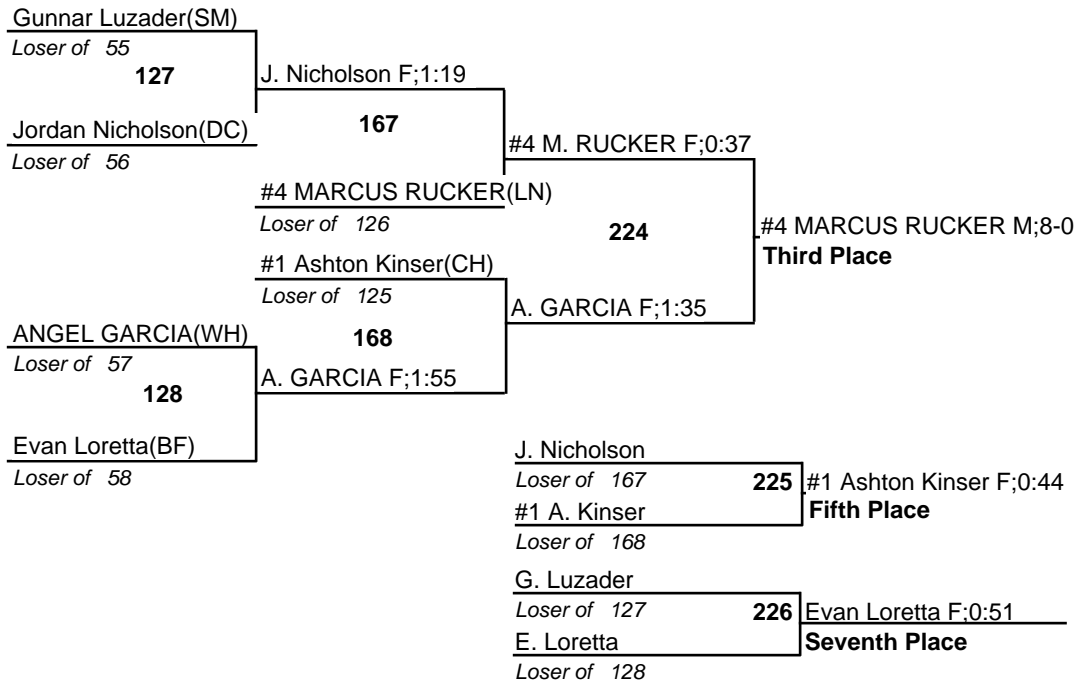 Gunnar Luzader(SM)
Loser of 55
127
J. Nicholson F;1:19
Jordan Nicholson(DC)
Loser of 56
167
#4 M. RUCKER F;0:37
#4 MARCUS RUCKER(LN)
Loser of 126
224
#4 MARCUS RUCKER M;8-0
Third Place
#1 Ashton Kinser(CH)
Loser of 125
168
A. GARCIA F;1:35
ANGEL GARCIA(WH)
Loser of 57
128
A. GARCIA F;1:55
Evan Loretta(BF)
Loser of 58
J. Nicholson
Loser of 167
225
#1 Ashton Kinser F;0:44
Fifth Place
#1 A. Kinser
Loser of 168
G. Luzader
Loser of 127
226
Evan Loretta F;0:51
Seventh Place
E. Loretta
Loser of 128